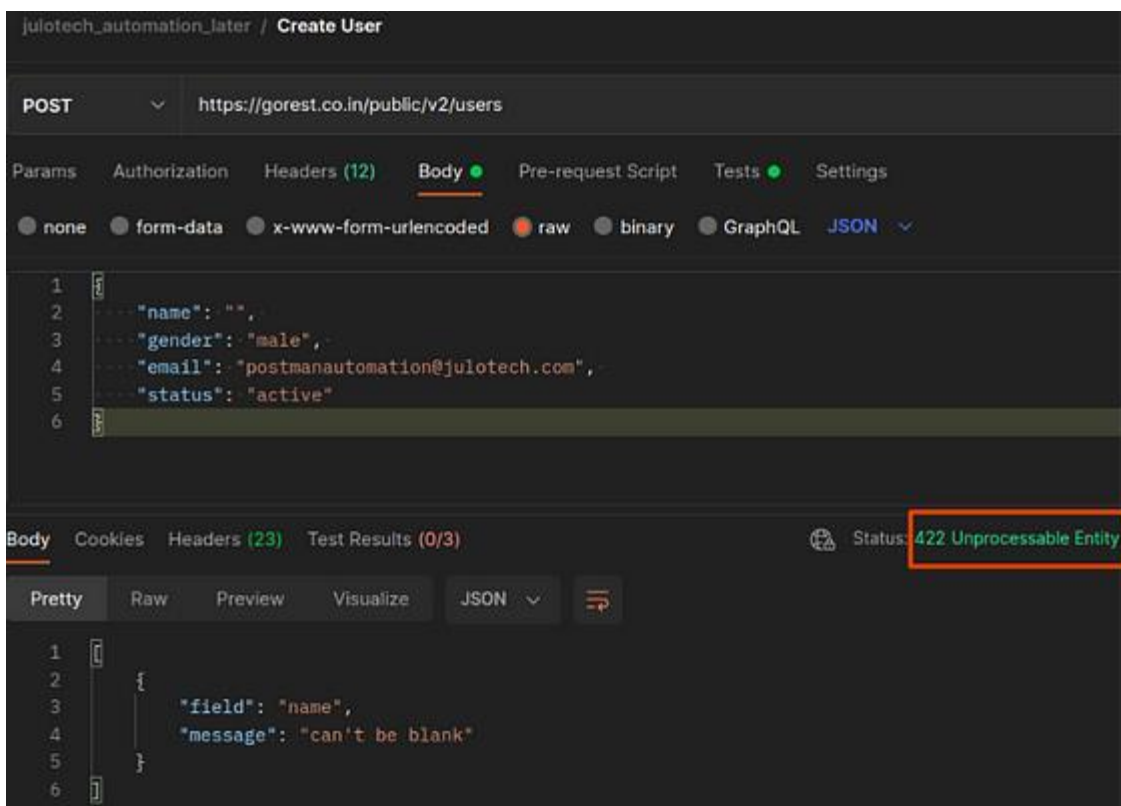 julotech_automation_later / Create User
POST https://gorest.co.in/public/v2/users
Params Authorization Headers (12) Body Pre-request Script Tests Settings
none form-data x-www-form-urlencoded raw binary GraphQL JSON
1 {
2 "name": "",
3 "gender": "male",
4 "email": "postmanautomation@julotech.com",
5 "status": "active"
6 }
Body Cookies Headers (23) Test Results (0/3) Status: 422 Unprocessable Entity
Pretty Raw Preview Visualize JSON
1 [
2 {
3 "field": "name",
4 "message": "can't be blank"
5 }
6 ]